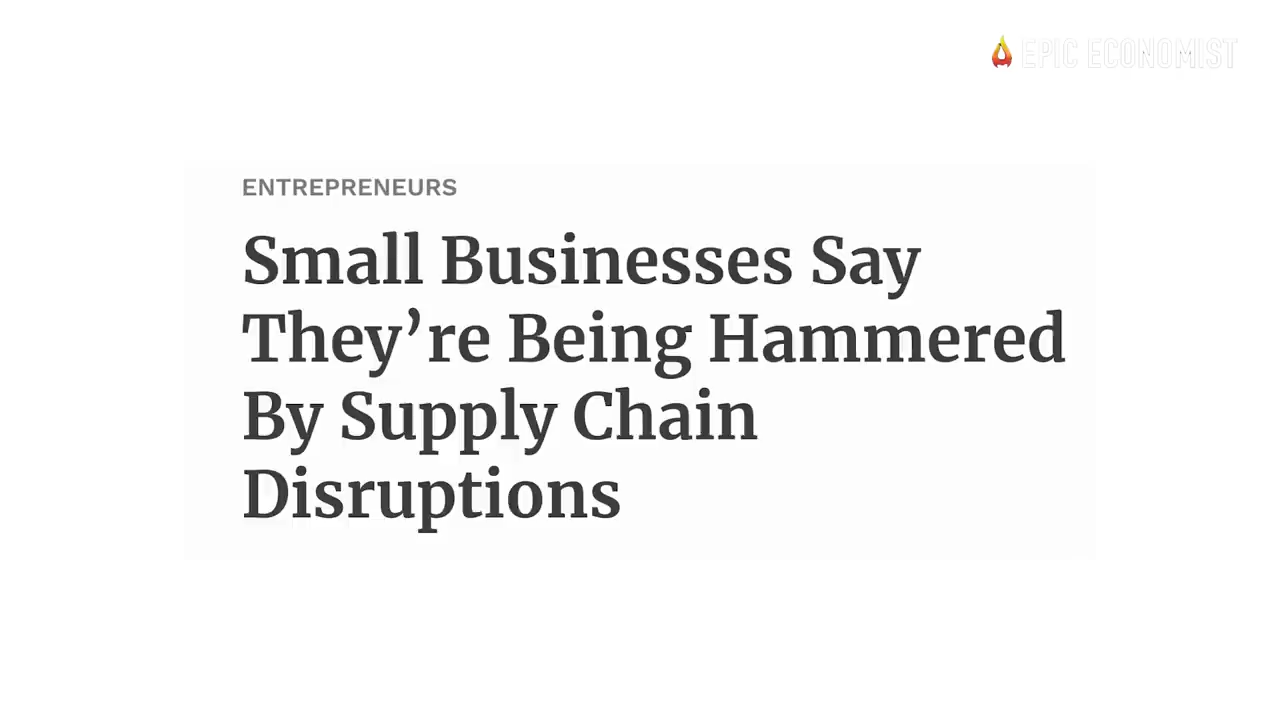 EPIC ECONOMIST
ENTREPRENEURS
Small Businesses Say
They’re Being Hammered
By Supply Chain
Disruptions